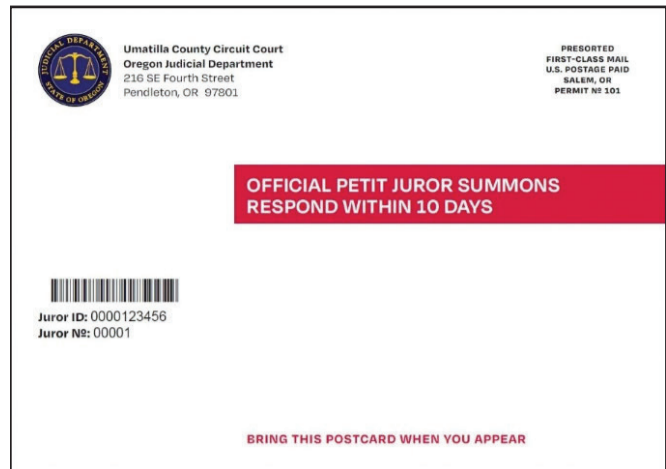 JUDICIAL DEPARTMENT
STATE OF OREGON
Umatilla County Circuit Court
Oregon Judicial Department
216 SE Fourth Street
Pendleton, OR 97801
PRESORTED
FIRST-CLASS MAIL
U.S. POSTAGE PAID
SALEM, OR
PERMIT Nº 101
OFFICIAL PETIT JUROR SUMMONS
RESPOND WITHIN 10 DAYS
Juror ID: 0000123456
Juror Nº: 00001
BRING THIS POSTCARD WHEN YOU APPEAR